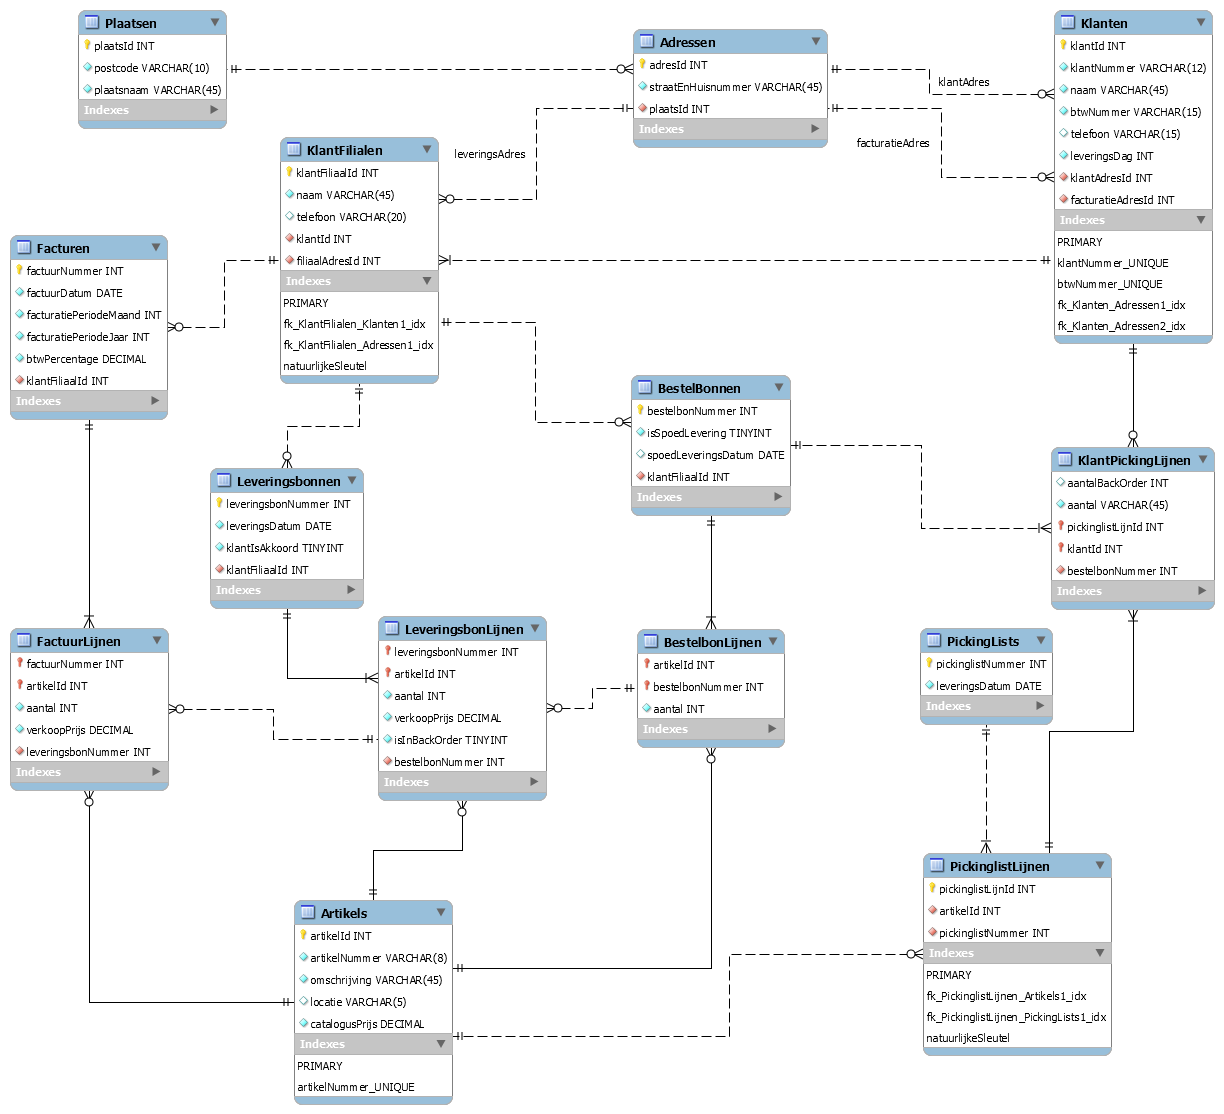 Plaatsen
plaatsId INT
postcode VARCHAR(10)
plaatsnaam VARCHAR(45)
Indexes
Adressen
adresId INT
straatEnHuisnummer VARCHAR(45)
plaatsId INT
Indexes
Klanten
klantId INT
klantNummer VARCHAR(12)
naam VARCHAR(45)
btwNummer VARCHAR(15)
telefoon VARCHAR(15)
leveringsDag INT
klantAdresId INT
facturatieAdresId INT
Indexes
PRIMARY
klantNummer_UNIQUE
btwNummer_UNIQUE
fk_Klanten_Adressen1_idx
fk_Klanten_Adressen2_idx
klantAdres
facturatieAdres
leveringsAdres
KlantFilialen
klantFiliaalId INT
naam VARCHAR(45)
telefoon VARCHAR(20)
klantId INT
filiaalAdresId INT
Indexes
PRIMARY
fk_KlantFilialen_Klanten1_idx
fk_KlantFilialen_Adressen1_idx
natuurlijkeSleutel
Facturen
factuurNummer INT
factuurDatum DATE
facturatiePeriodeMaand INT
facturatiePeriodeJaar INT
btwPercentage DECIMAL
klantFiliaalId INT
Indexes
BestelBonnen
bestelbonNummer INT
isSpoedLevering TINYINT
spoedLeveringsDatum DATE
klantFiliaalId INT
Indexes
KlantPickingLijnen
aantalBackOrder INT
aantal VARCHAR(45)
pickinglistLijnId INT
klantId INT
bestelbonNummer INT
Indexes
Leveringsbonnen
leveringsbonNummer INT
leveringsDatum DATE
klantIsAkkoord TINYINT
klantFiliaalId INT
Indexes
FactuurLijnen
factuurNummer INT
artikelId INT
aantal INT
verkoopPrijs DECIMAL
leveringsbonNummer INT
Indexes
LeveringsbonLijnen
leveringsbonNummer INT
artikelId INT
aantal INT
verkoopPrijs DECIMAL
isInBackOrder TINYINT
bestelbonNummer INT
Indexes
BestelbonLijnen
artikelId INT
bestelbonNummer INT
aantal INT
Indexes
PickingLists
pickinglistNummer INT
leveringsDatum DATE
Indexes
PickinglistLijnen
pickinglistLijnId INT
artikelId INT
pickinglistNummer INT
Indexes
PRIMARY
fk_PickinglistLijnen_Artikels1_idx
fk_PickinglistLijnen_PickingLists1_idx
natuurlijkeSleutel
Artikels
artikelId INT
artikelNummer VARCHAR(8)
omschrijving VARCHAR(45)
locatie VARCHAR(5)
catalogusPrijs DECIMAL
Indexes
PRIMARY
artikelNummer_UNIQUE